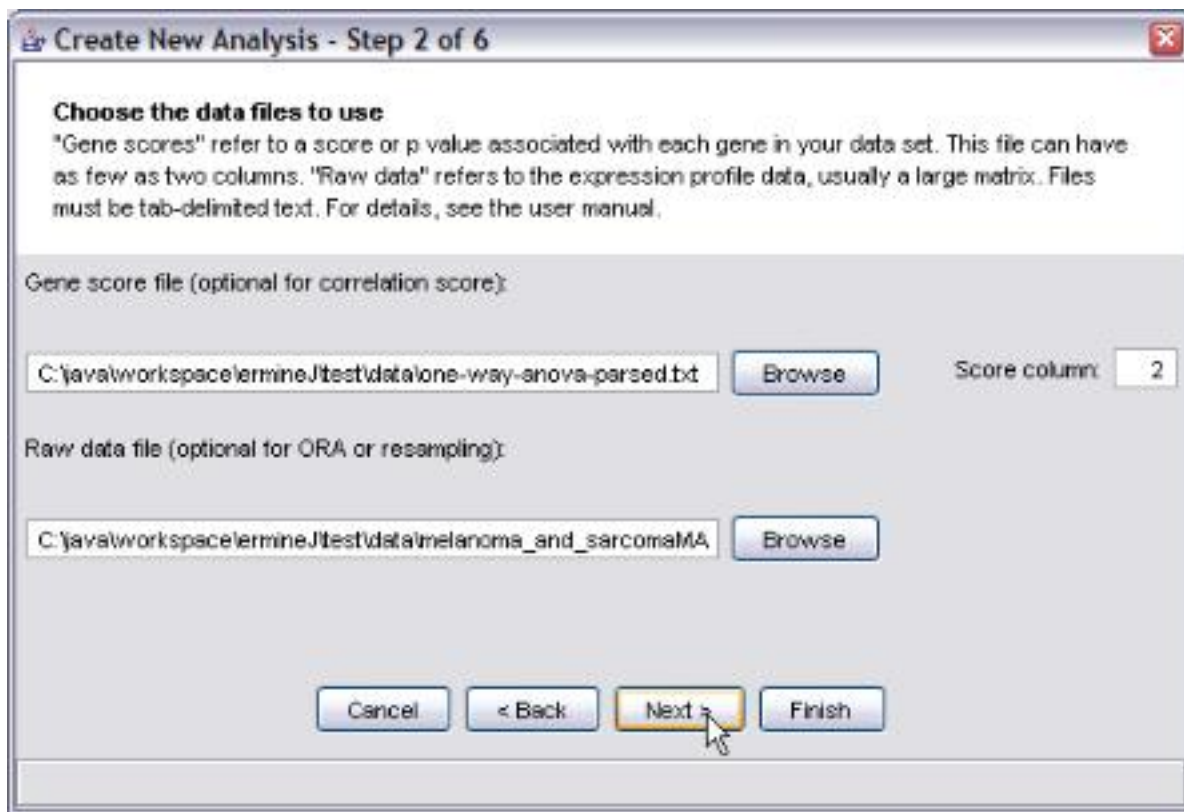 Create New Analysis - Step 2 of 6
Choose the data files to use
"Gene scores" refer to a score or p value associated with each gene in your data set. This file can have
as few as two columns. "Raw data" refers to the expression profile data, usually a large matrix. Files
must be tab-delimited text. For details, see the user manual.
Gene score file (optional for correlation score):
C:\java\workspace\ermineJ\test\data\one-way-anova-parsed.txt Browse Score column: 2
Raw data file (optional for ORA or resampling):
C:\java\workspace\ermineJ\test\data\melanoma_and_sarcomaMA Browse
Cancel < Back Next > Finish